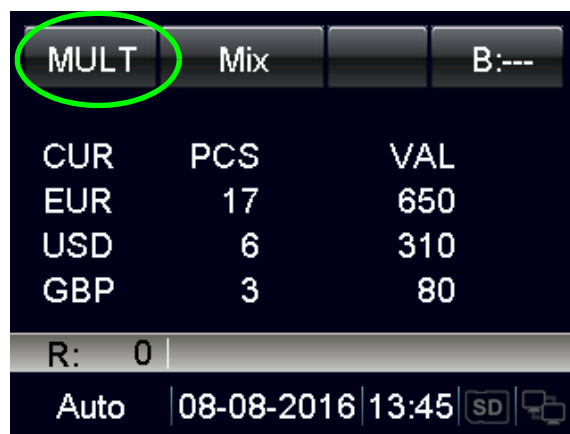 MULT Mix B:---
CUR PCS VAL
EUR 17 650
USD 6 310
GBP 3 80
R: 0
Auto 08-08-2016 13:45 SD